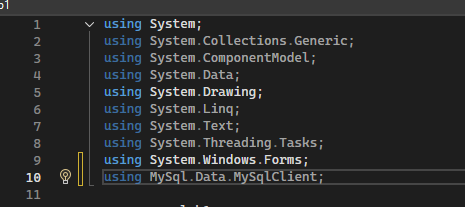 1 using System;
2 using System.Collections.Generic;
3 using System.ComponentModel;
4 using System.Data;
5 using System.Drawing;
6 using System.Linq;
7 using System.Text;
8 using System.Threading.Tasks;
9 using System.Windows.Forms;
10 using MySql.Data.MySqlClient;
11